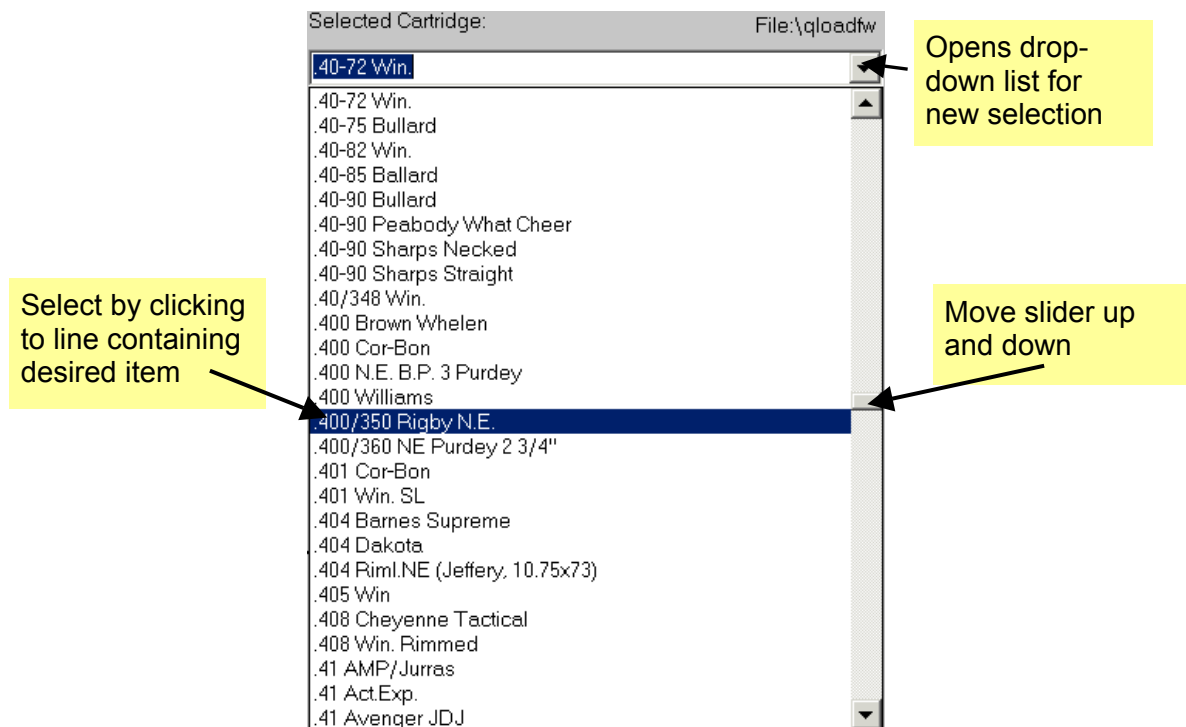 Selected Cartridge:
File:\qloadfw
.40-72 Win.
Opens drop-
down list for
new selection
.40-72 Win.
.40-75 Bullard
.40-82 Win.
.40-85 Ballard
.40-90 Bullard
.40-90 Peabody What Cheer
.40-90 Sharps Necked
.40-90 Sharps Straight
.40/348 Win.
.400 Brown Whelen
.400 Cor-Bon
.400 N.E. B.P. 3 Purdey
.400 Williams
.400/350 Rigby N.E.
.400/360 NE Purdey 2 3/4"
.401 Cor-Bon
.401 Win. SL
.404 Barnes Supreme
.404 Dakota
.404 Riml.NE (Jeffery, 10.75x73)
.405 Win
.408 Cheyenne Tactical
.408 Win. Rimmed
.41 AMP/Jurras
.41 Act.Exp.
.41 Avenger JDJ
Select by clicking
to line containing
desired item
Move slider up
and down